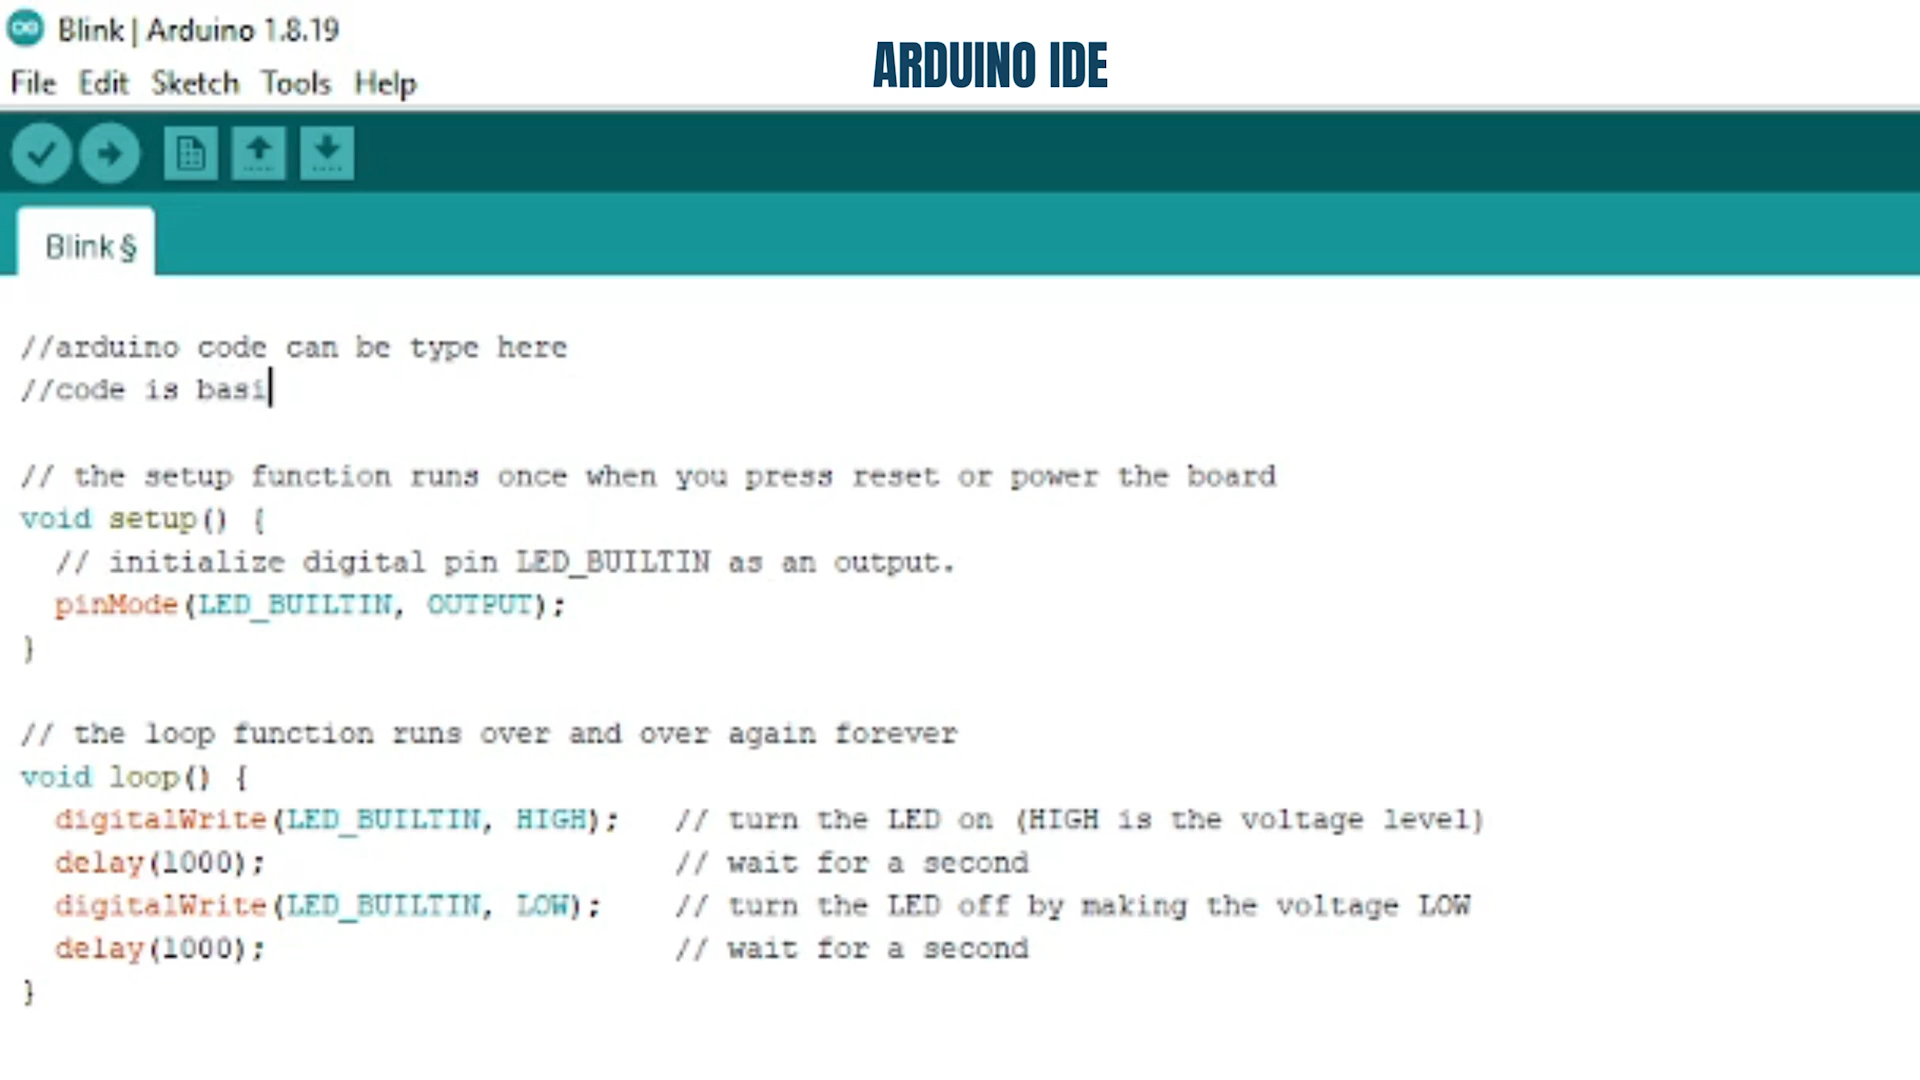 Blink | Arduino 1.8.19
ARDUINO IDE
File Edit Sketch Tools Help
Blink §
//arduino code can be type here
//code is basi
// the setup function runs once when you press reset or power the board
void setup() {
  // initialize digital pin LED_BUILTIN as an output.
  pinMode(LED_BUILTIN, OUTPUT);
}
// the loop function runs over and over again forever
void loop() {
  digitalWrite(LED_BUILTIN, HIGH);   // turn the LED on (HIGH is the voltage level)
  delay(1000);                       // wait for a second
  digitalWrite(LED_BUILTIN, LOW);    // turn the LED off by making the voltage LOW
  delay(1000);                       // wait for a second
}